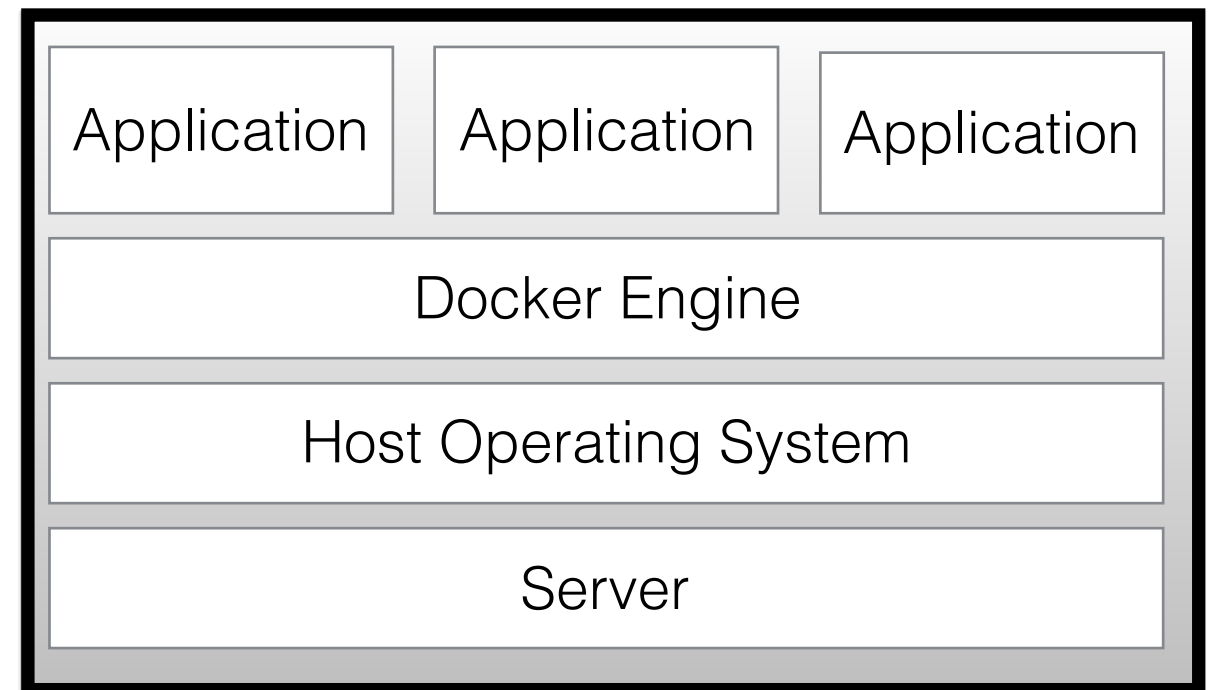 Application
Application
Application
Docker Engine
Host Operating System
Server